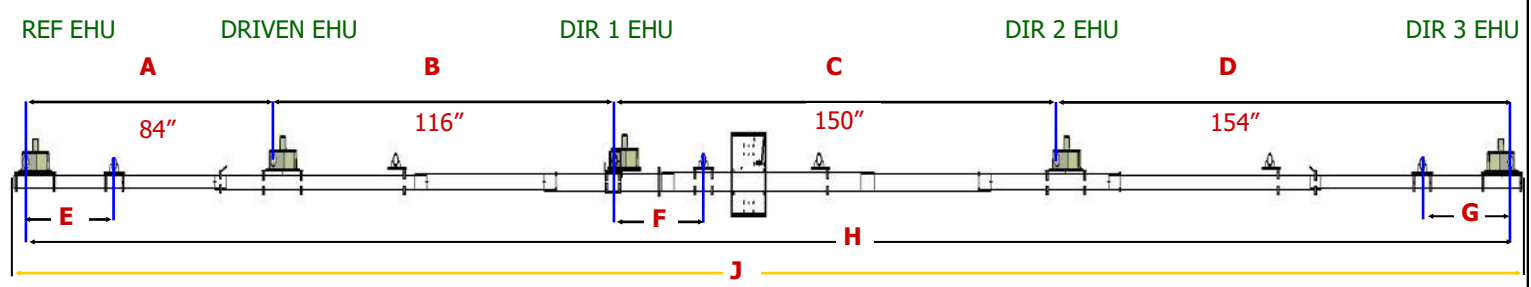 REF EHU DRIVEN EHU DIR 1 EHU DIR 2 EHU DIR 3 EHU
A B C D
84” 116” 150” 154”
E F G
H
J